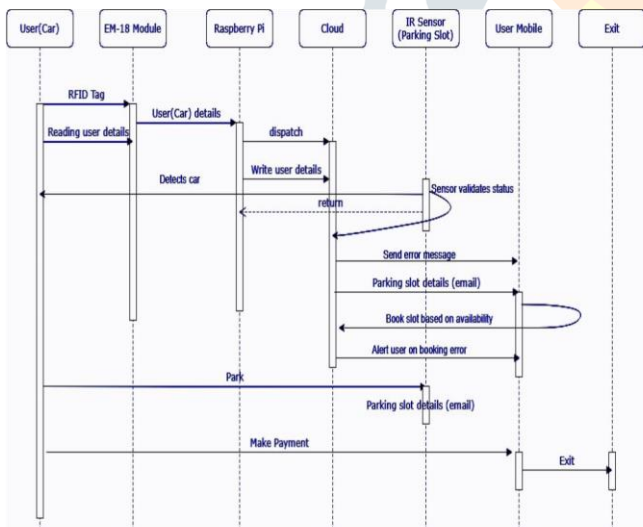 User(Car)
EM-18 Module
Raspberry Pi
Cloud
IR Sensor
(Parking Slot)
User Mobile
Exit
RFID Tag
User(Car) details
Reading user details
dispatch
Write user details
Detects car
Sensor validates status
return
Send error message
Parking slot details (email)
Book slot based on availability
Alert user on booking error
Park
Parking slot details (email)
Make Payment
Exit